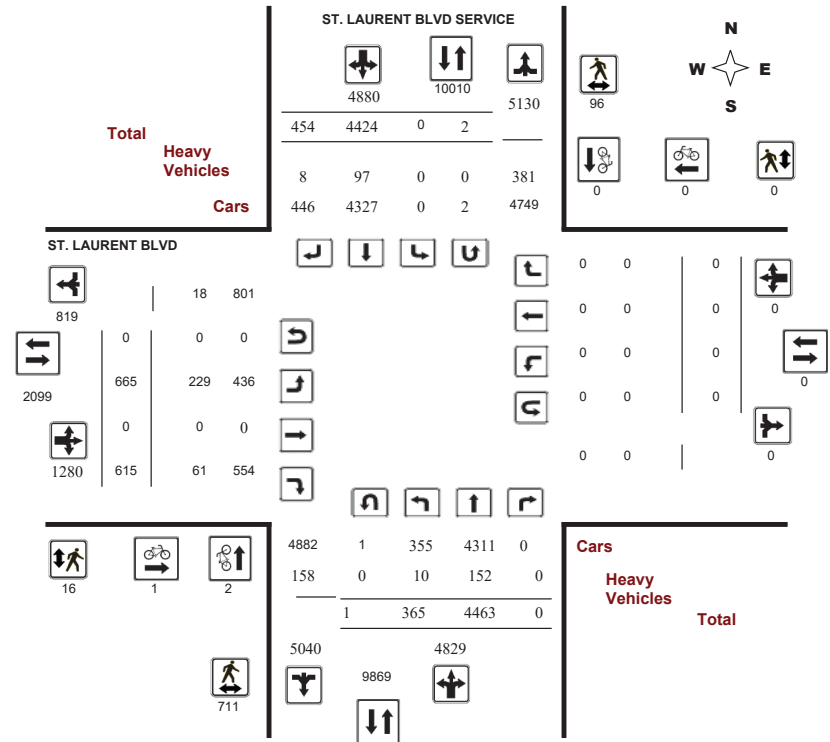 ST. LAURENT BLVD SERVICE
N
W E
S
4880
10010
5130
96
Total
454 4424 0 2
Heavy
Vehicles
8 97 0 0 381
0 0 0
Cars
446 4327 0 2 4749
ST. LAURENT BLVD
819
18 801
0 0 0
0
2099
0 0 0
0 0 0
0
665 229 436
0 0 0
0 0 0
0 0 0
1280
615 61 554
0 0
0
4882 1 355 4311 0
Cars
16
1
2
158 0 10 152 0
Heavy
Vehicles
1 365 4463 0
Total
5040
4829
9869
711